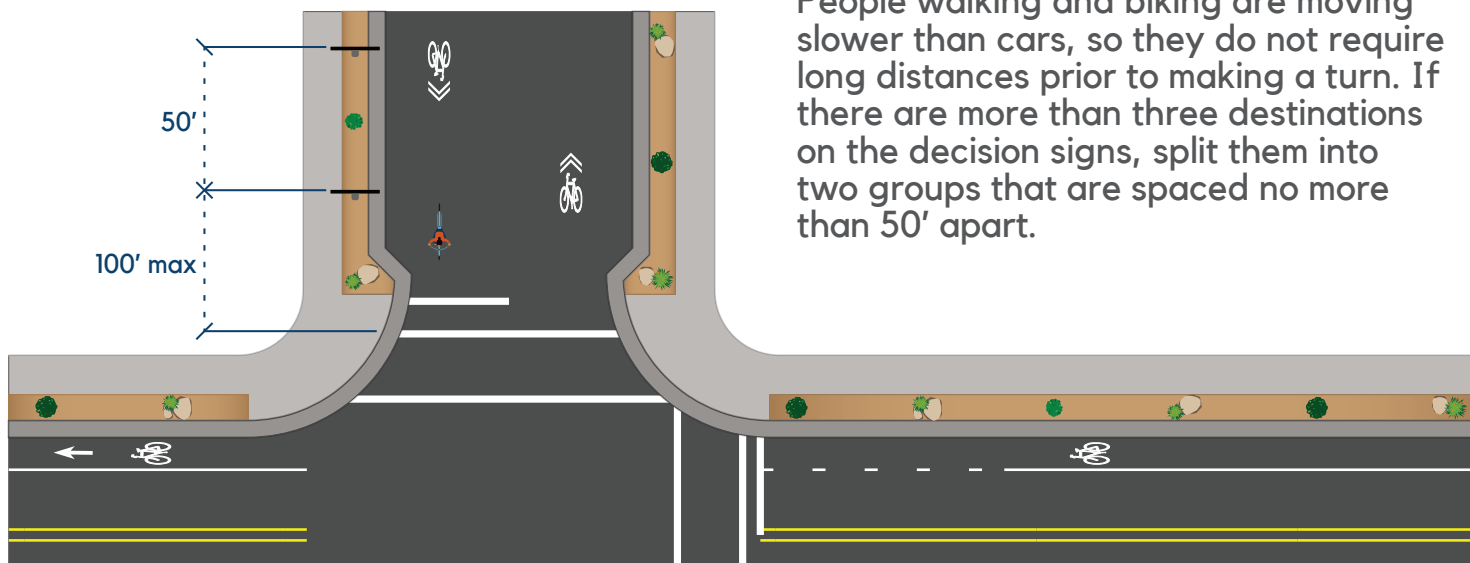 People walking and biking are moving
slower than cars, so they do not require
long distances prior to making a turn. If
there are more than three destinations
on the decision signs, split them into
two groups that are spaced no more
than 50’ apart.
50’
100’ max